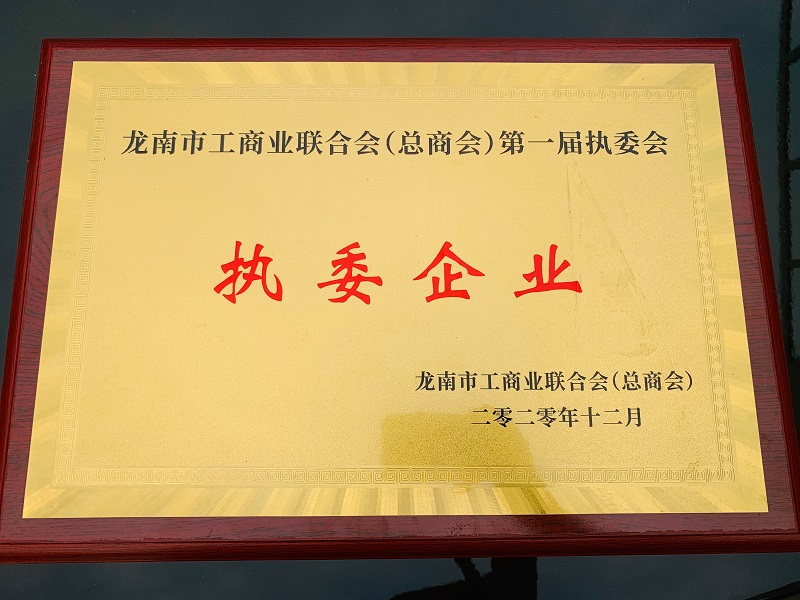 龙南市工商业联合会(总商会)第一届执委会
执委企业
龙南市工商业联合会(总商会)
二零二零年十二月